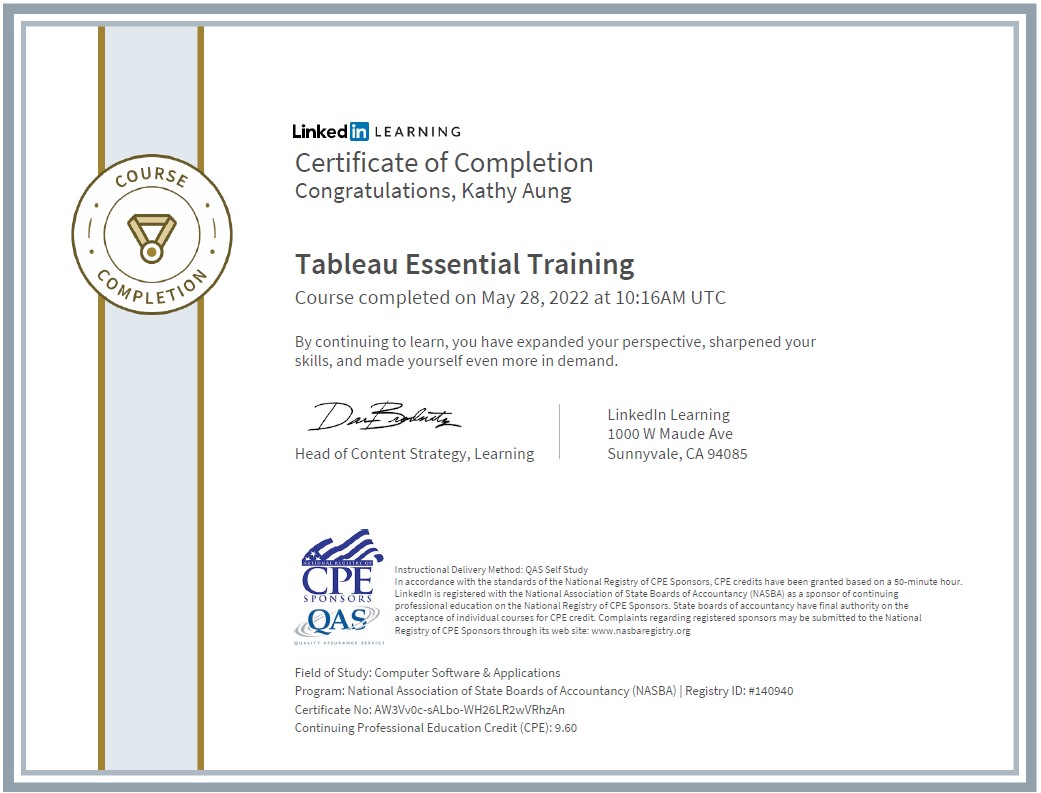 COURSE
COMPLETION
Linked in LEARNING
Certificate of Completion
Congratulations, Kathy Aung
Tableau Essential Training
Course completed on May 28, 2022 at 10:16AM UTC
By continuing to learn, you have expanded your perspective, sharpened your
skills, and made yourself even more in demand.
Head of Content Strategy, Learning
LinkedIn Learning
1000 W Maude Ave
Sunnyvale, CA 94085
NATIONAL REGISTRY OF
CPE
SPONSORS
QAS
QUALITY ASSURANCE SERVICE
Instructional Delivery Method: QAS Self Study
In accordance with the standards of the National Registry of CPE Sponsors, CPE credits have been granted based on a 50-minute hour.
LinkedIn is registered with the National Association of State Boards of Accountancy (NASBA) as a sponsor of continuing
professional education on the National Registry of CPE Sponsors. State boards of accountancy have final authority on the
acceptance of individual courses for CPE credit. Complaints regarding registered sponsors may be submitted to the National
Registry of CPE Sponsors through its web site: www.nasbaregistry.org
Field of Study: Computer Software & Applications
Program: National Association of State Boards of Accountancy (NASBA) | Registry ID: #140940
Certificate No: AW3Vv0c-sALbo-WH26LR2wVRhzAn
Continuing Professional Education Credit (CPE): 9.60